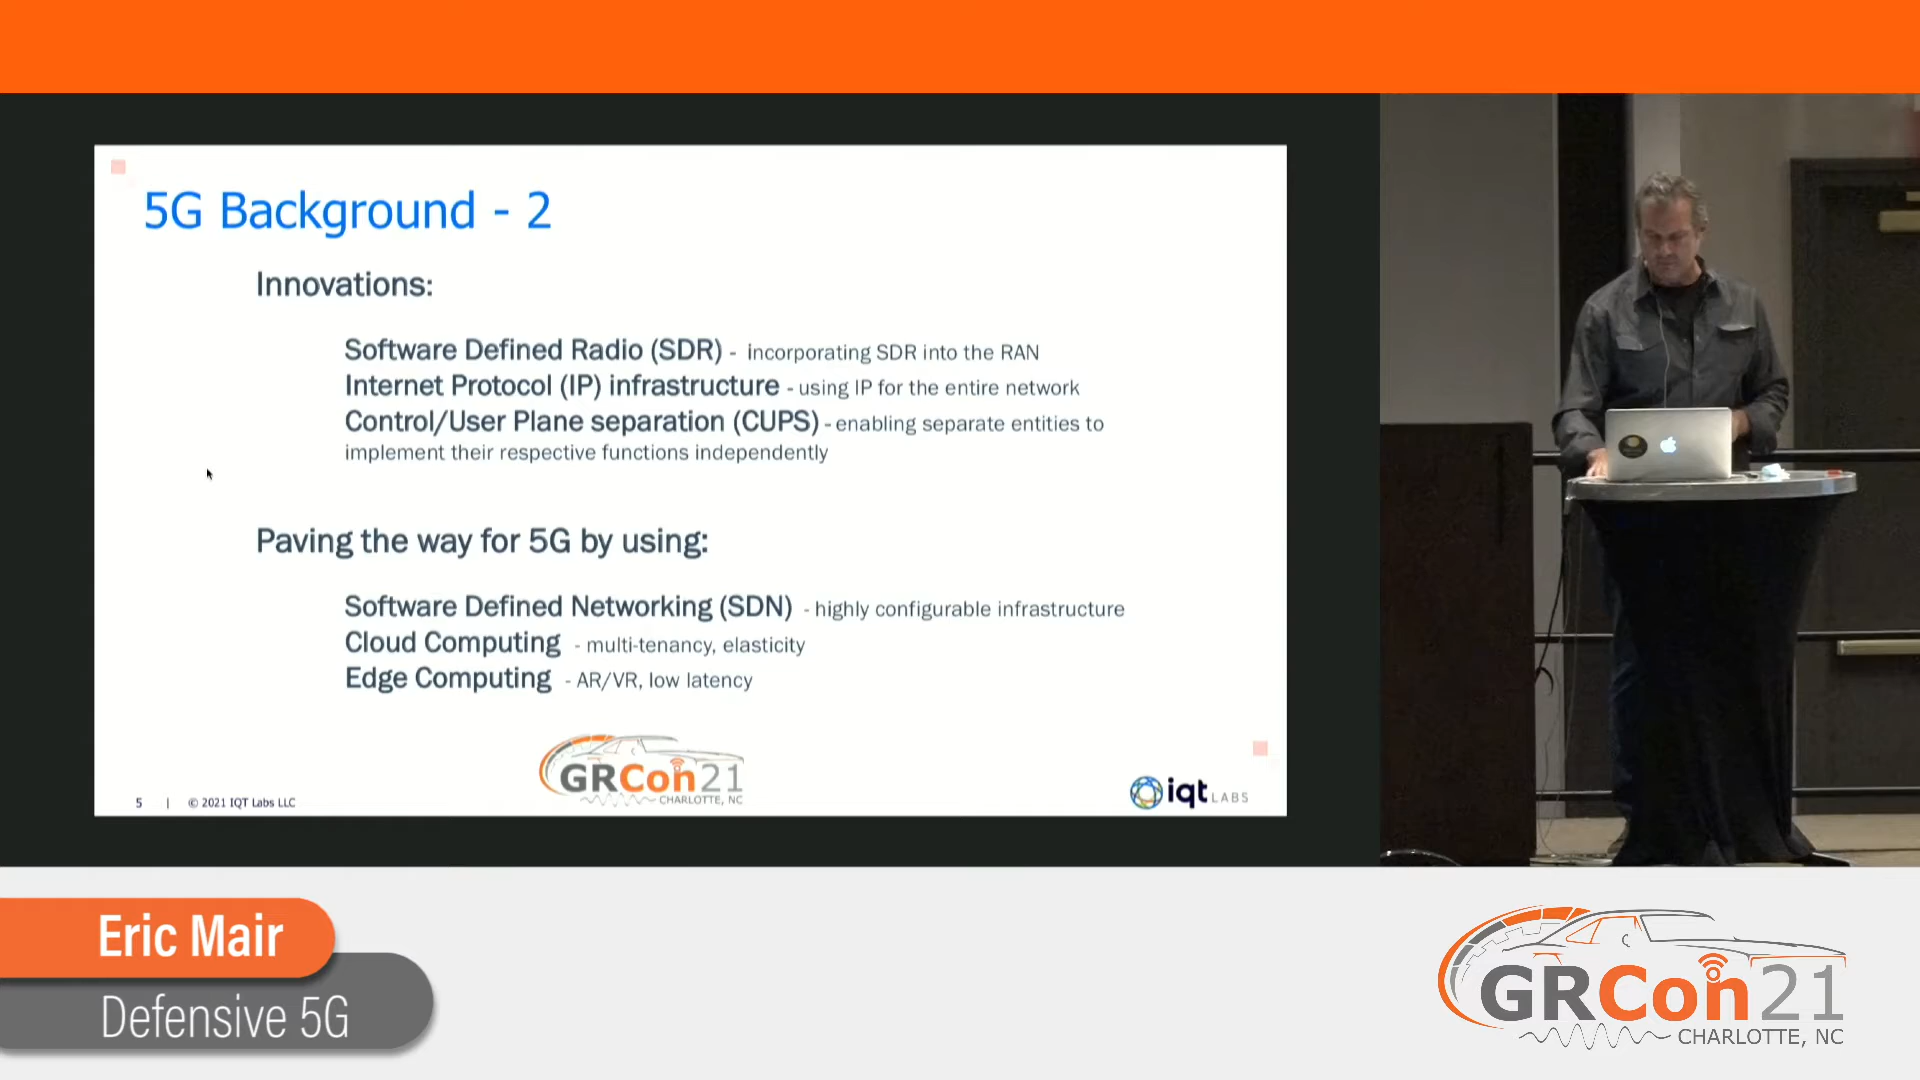 5G Background - 2
Innovations:
Software Defined Radio (SDR) - incorporating SDR into the RAN
Internet Protocol (IP) infrastructure - using IP for the entire network
Control/User Plane separation (CUPS) - enabling separate entities to
implement their respective functions independently
Paving the way for 5G by using:
Software Defined Networking (SDN) - highly configurable infrastructure
Cloud Computing - multi-tenancy, elasticity
Edge Computing - AR/VR, low latency
GRCon21
CHARLOTTE, NC
5 | © 2021 IQT Labs LLC
iqt LABS
Eric Mair
Defensive 5G
GRCon21
CHARLOTTE, NC